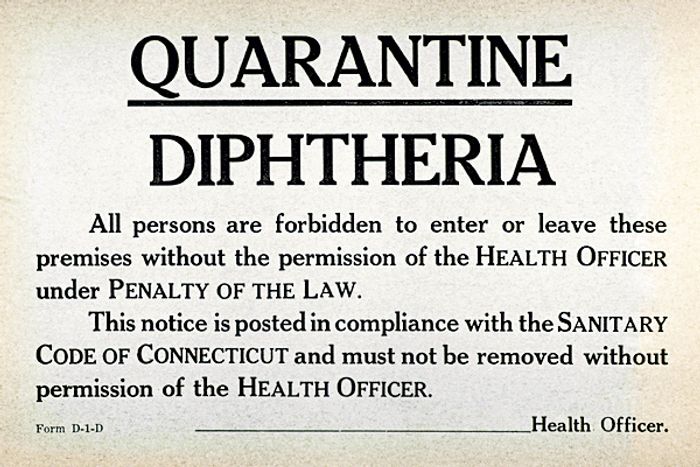 QUARANTINE
DIPHTHERIA
All persons are forbidden to enter or leave these
premises without the permission of the HEALTH OFFICER
under PENALTY OF THE LAW.
This notice is posted in compliance with the SANITARY
CODE OF CONNECTICUT and must not be removed without
permission of the HEALTH OFFICER.
Form D-1-D Health Officer.